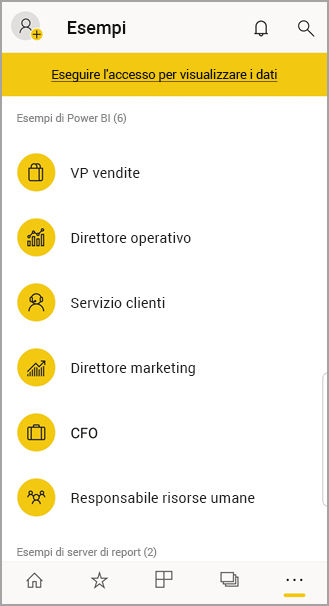 Esempi
Eseguire l'accesso per visualizzare i dati
Esempi di Power BI (6)
VP vendite
Direttore operativo
Servizio clienti
Direttore marketing
CFO
Responsabile risorse umane
Esempi di server di report (2)